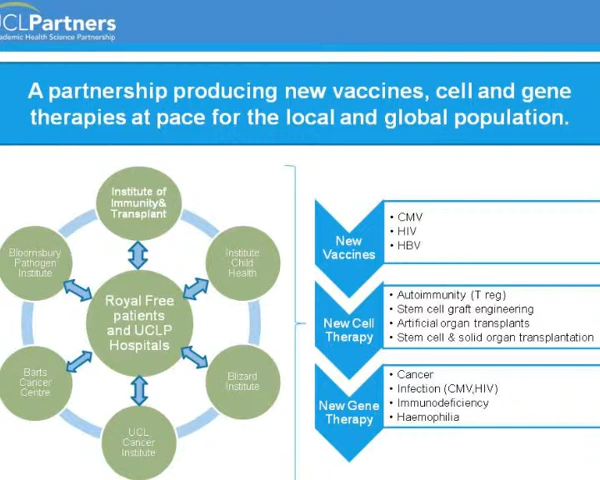 UCLPartners
Academic Health Science Partnership
A partnership producing new vaccines, cell and gene
therapies at pace for the local and global population.
Institute of
Immunity&
Transplant
Bloomsbury
Pathogen
Institute
Institute
Child
Health
Royal Free
patients
and UCLP
Hospitals
Barts
Cancer
Centre
Blizard
Institute
UCL
Cancer
Institute
New
Vaccines
• CMV
• HIV
• HBV
New Cell
Therapy
• Autoimmunity (T reg)
• Stem cell graft engineering
• Artificial organ transplants
• Stem cell & solid organ transplantation
New Gene
Therapy
• Cancer
• Infection (CMV,HIV)
• Immunodeficiency
• Haemophilia